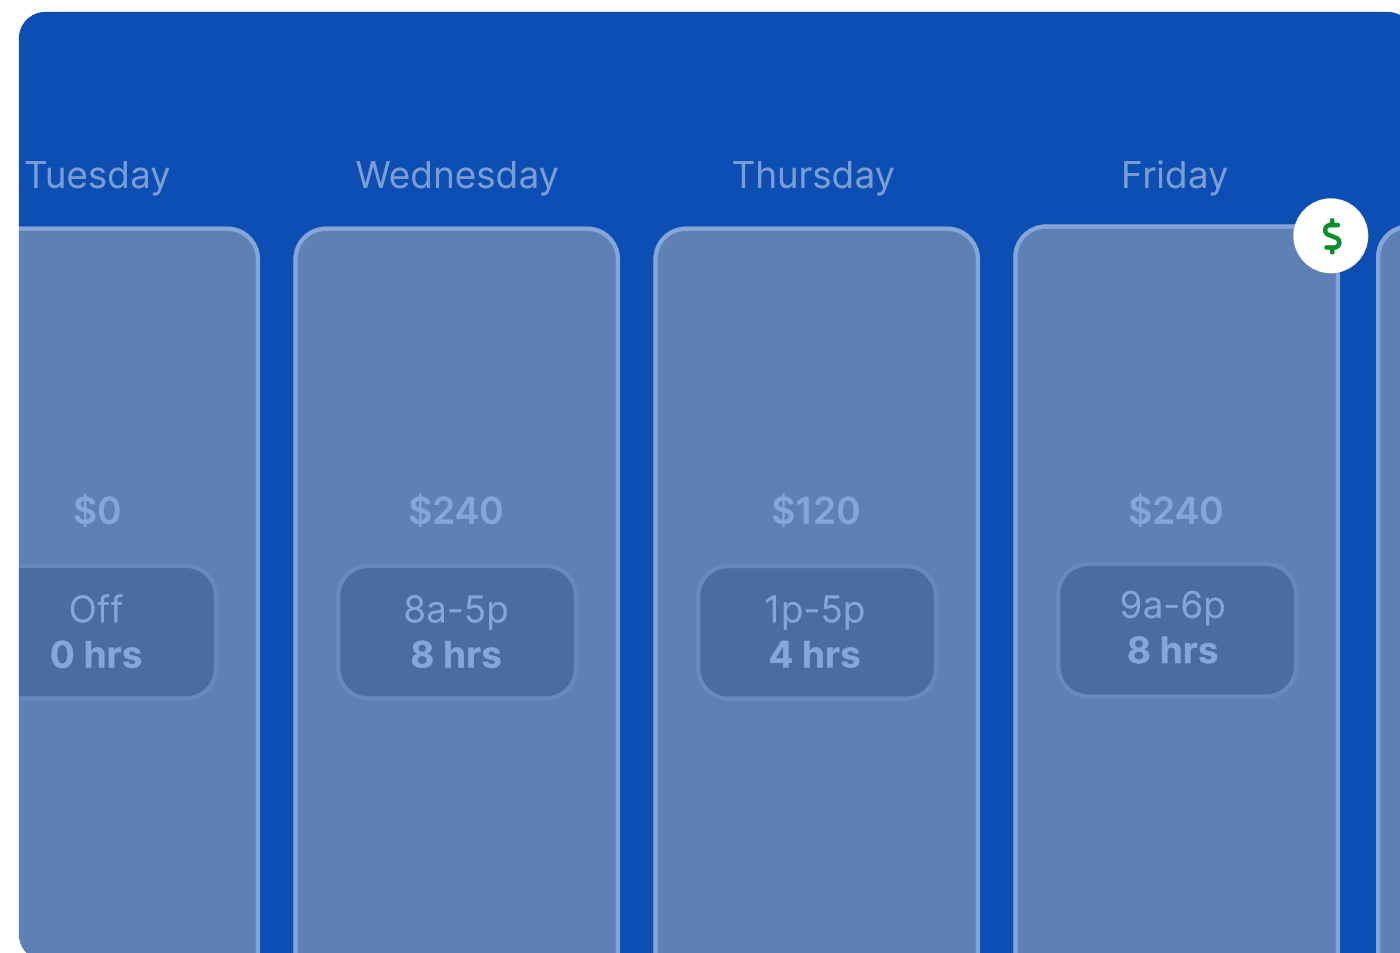 Tuesday
Wednesday
Thursday
Friday
$
$0
$240
$120
$240
Off
0 hrs
8a-5p
8 hrs
1p-5p
4 hrs
9a-6p
8 hrs